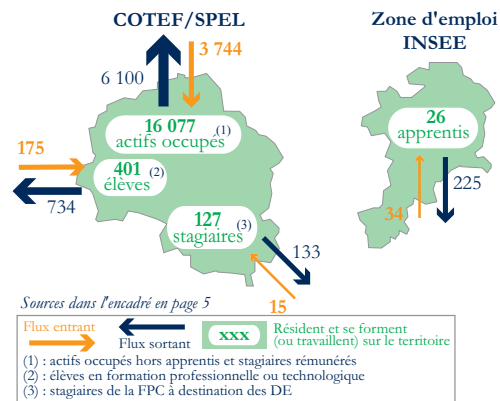 COTEF/SPEL
Zone d'emploi
INSEE
6 100
3 744
16 077
actifs occupés (1)
175
401 (2)
élèves
734
127 (3)
stagiaires
133
15
26
apprentis
225
34
Sources dans l'encadré en page 5
Flux entrant
Flux sortant
xxx
Résident et se forment
(ou travaillent) sur le territoire
(1) : actifs occupés hors apprentis et stagiaires rémunérés
(2) : élèves en formation professionnelle ou technologique
(3) : stagiaires de la FPC à destination des DE